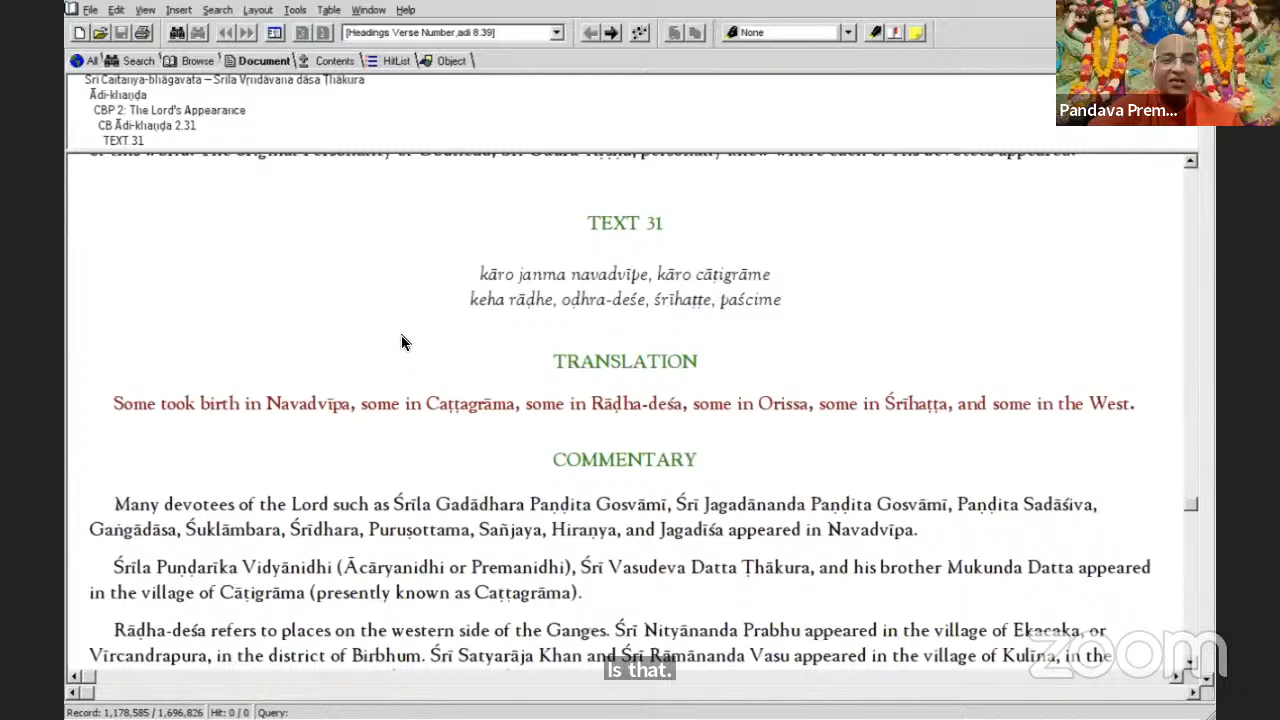 File Edit View Insert Search Layout Tools Table Window Help
[Headings Verse Number,adi 8.39] None
All Search Browse Document Contents HitList Object
Śrī Caitanya-bhāgavata – Śrīla Vṛndāvana dāsa Ṭhākura
Ādi-khaṇḍa
CBP 2: The Lord's Appearance
CB Ādi-khaṇḍa 2.31
TEXT 31
Pandava Prem...
TEXT 31
kāro janma navadvīpe, kāro cāṭigrāme
keha rāḍhe, oḍhra-deśe, śrīhaṭṭe, paścime
TRANSLATION
Some took birth in Navadvīpa, some in Caṭṭagrāma, some in Rāḍha-deśa, some in Orissa, some in Śrīhaṭṭa, and some in the West.
COMMENTARY
Many devotees of the Lord such as Śrīla Gadādhara Paṇḍita Gosvāmī, Śrī Jagadānanda Paṇḍita Gosvāmī, Paṇḍita Sadāśiva,
Gaṅgādāsa, Śuklāmbara, Śrīdhara, Puruṣottama, Sañjaya, Hiraṇya, and Jagadīśa appeared in Navadvīpa.
Śrīla Puṇḍarīka Vidyānidhi (Ācāryanidhi or Premanidhi), Śrī Vasudeva Datta Ṭhākura, and his brother Mukunda Datta appeared
in the village of Cāṭigrāma (presently known as Caṭṭagrāma).
Rāḍha-deśa refers to places on the western side of the Ganges. Śrī Nityānanda Prabhu appeared in the village of Ekacaka, or
Vīrcandrapura, in the district of Birbhum. Śrī Satyarāja Khan and Śrī Rāmānanda Vasu appeared in the village of Kulīna, in the
Is that.
zoom
Record: 1,178,585 / 1,696,826 Hit: 0 / 0 Query: